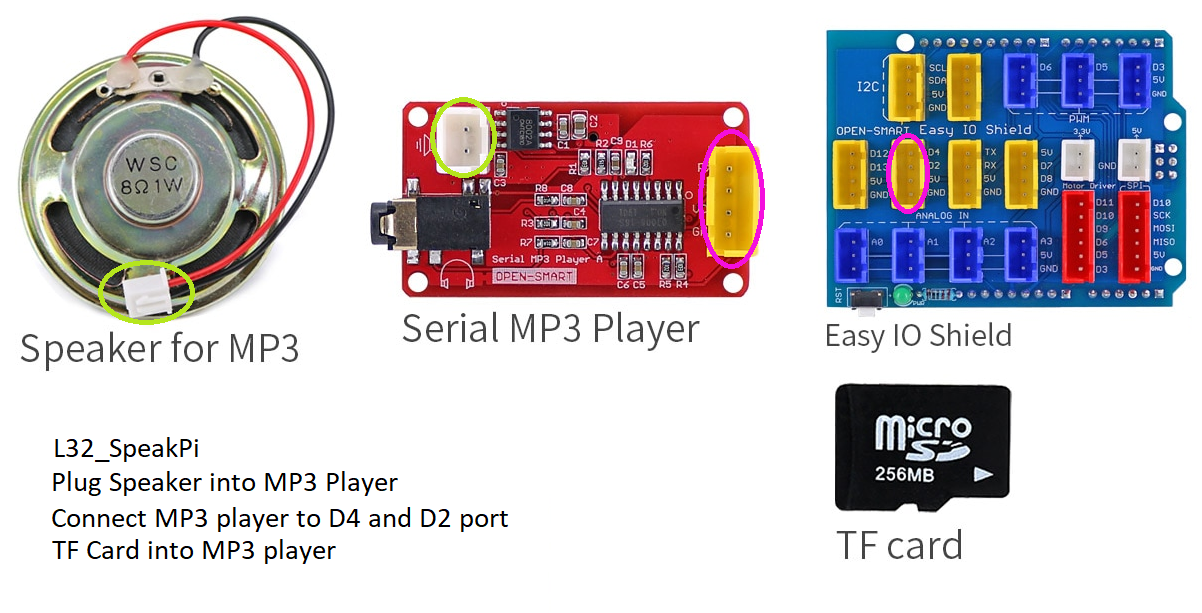 WSC
8Ω1W
Speaker for MP3
8002A
C1
C2
C3
R1
R2
C9
D1
R6
R8
C8
C4
R3
R7
C7
Serial MP3 Player A
OPEN-SMART
C6
C5
R5
R4
Serial MP3 Player
I2C
SCL
SDA
5V
GND
D6
D5
D3
5V
GND
PWM
OPEN-SMART Easy IO Shield
3.3V
5V
D12
D13
5V
GND
D4
D2
5V
GND
TX
RX
5V
GND
5V
D7
D8
GND
GND
Motor Driver
SPI
ANALOG IN
A0
A1
A2
A3
5V
GND
D11
D10
D9
D6
D5
D3
D10
SCK
MOSI
MISO
5V
GND
RST
PWR
Easy IO Shield
Micro
SD
256MB
TF card
L32_SpeakPi
Plug Speaker into MP3 Player
Connect MP3 player to D4 and D2 port
TF Card into MP3 player